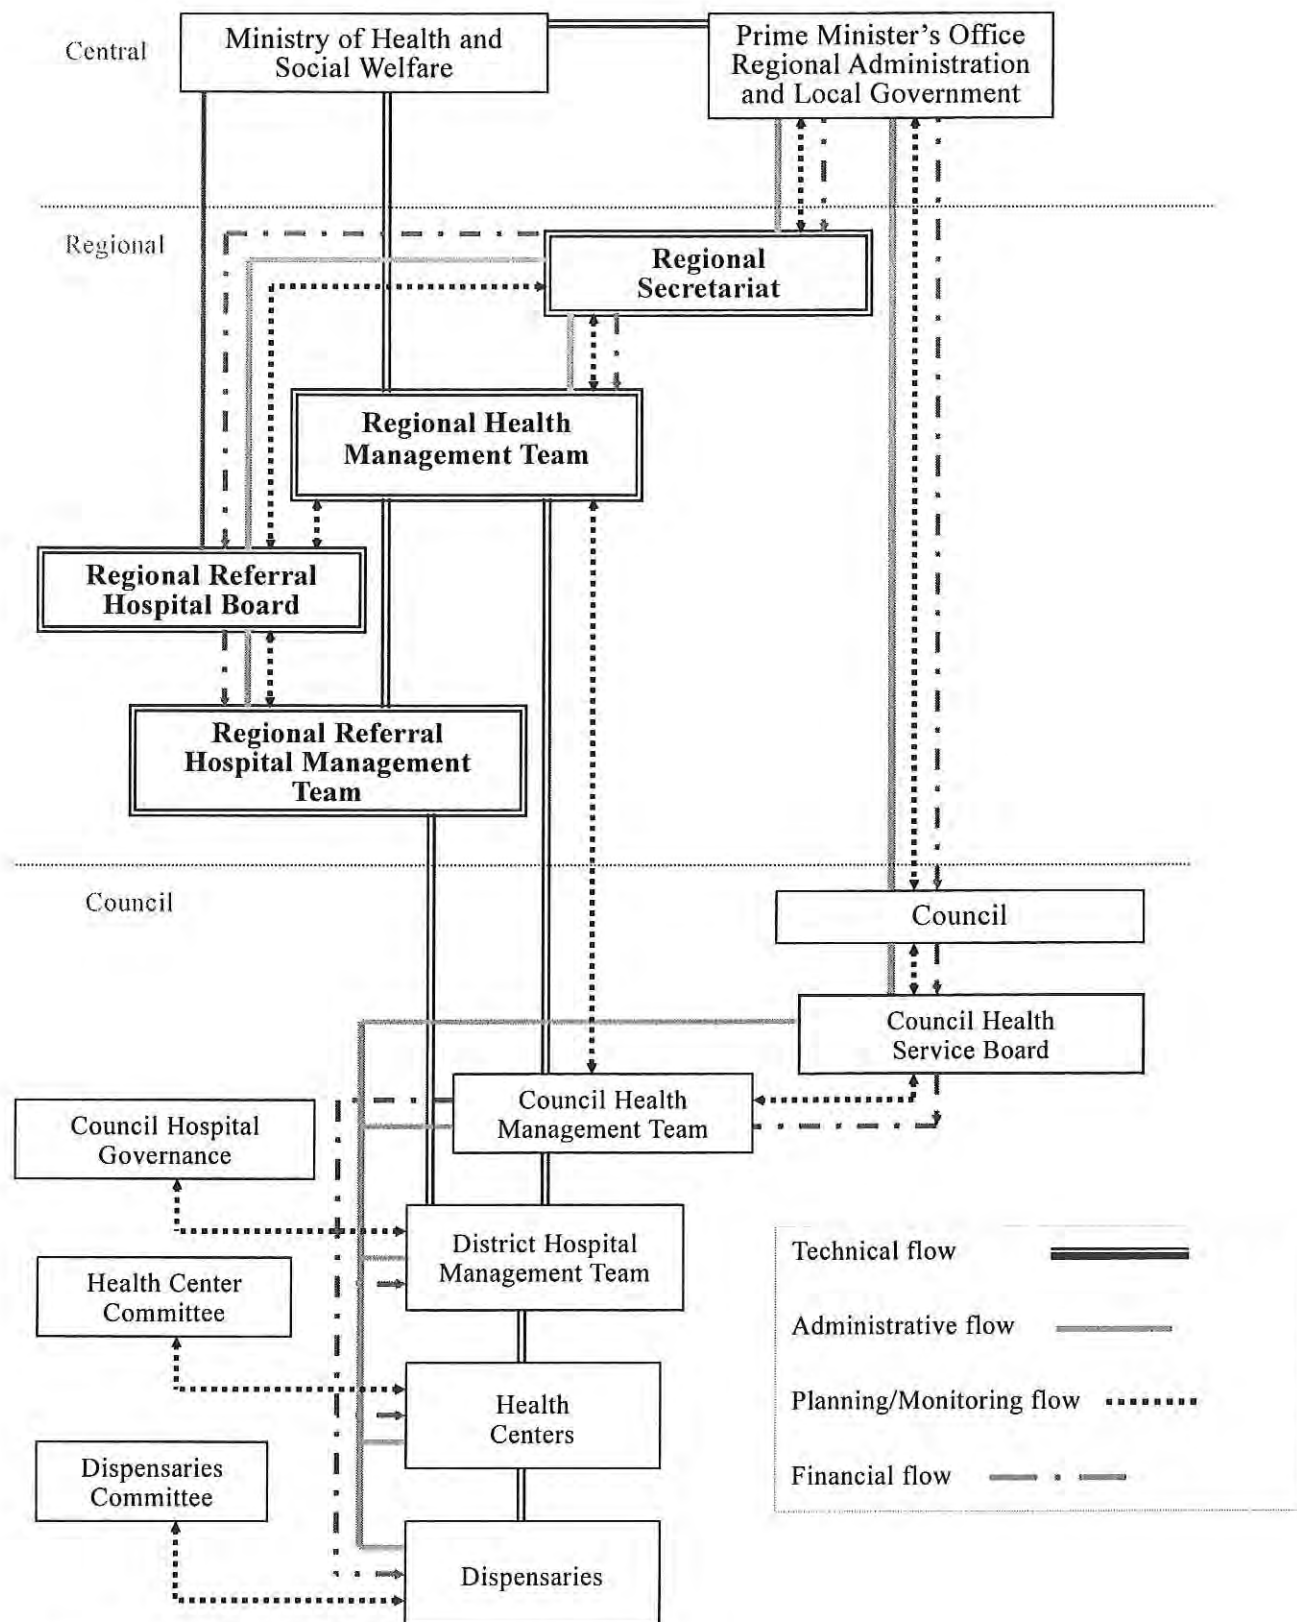 Central
Ministry of Health and
Social Welfare
Prime Minister's Office
Regional Administration
and Local Government
Regional
Regional
Secretariat
Regional Health
Management Team
Regional Referral
Hospital Board
Regional Referral
Hospital Management
Team
Council
Council
Council Health
Service Board
Council Health
Management Team
Council Hospital
Governance
District Hospital
Management Team
Health Center
Committee
Health
Centers
Dispensaries
Committee
Dispensaries
Technical flow
Administrative flow
Planning/Monitoring flow
Financial flow